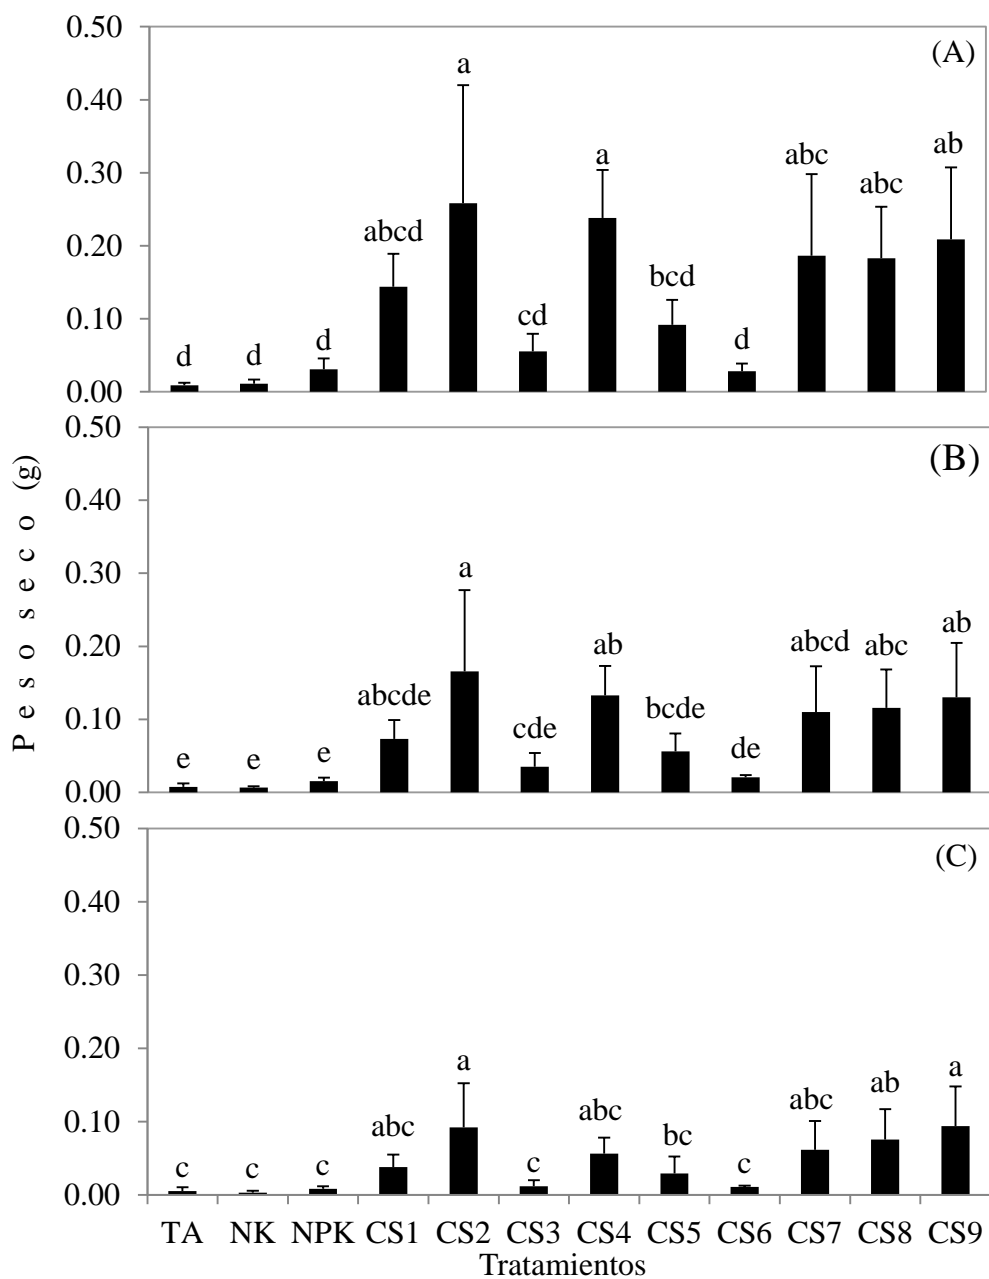 0.50
(A)
a
0.40
a
abc
abc
ab
0.30
abcd
0.20
bcd
cd
0.10
d
d
d
d
0.00
0.50
(B)
0.40
a
0.30
ab
abcd
abc
ab
0.20
abcde
bcde
cde
0.10
e
e
e
de
0.00
Peso seco (g)
0.50
(C)
0.40
0.30
0.20
a
ab
a
abc
abc
abc
0.10
bc
c
c
c
c
c
0.00
TA NK NPK CS1 CS2 CS3 CS4 CS5 CS6 CS7 CS8 CS9
Tratamientos